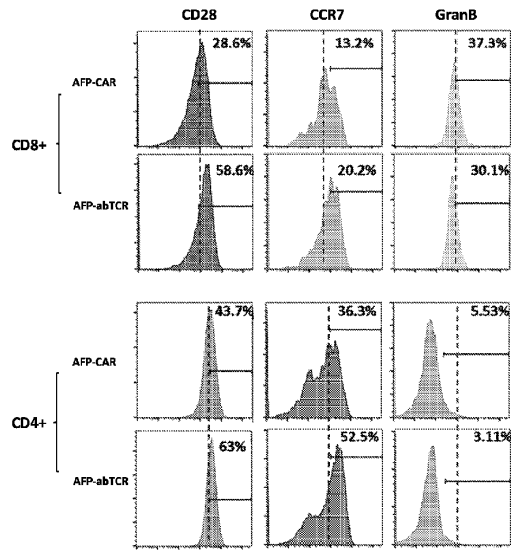 CD28 CCR7 GranB
28.6% 13.2% 37.3%
AFP-CAR
CD8+
58.6% 20.2% 30.1%
AFP-abTCR
43.7% 36.3% 5.53%
AFP-CAR
CD4+
63% 52.5% 3.11%
AFP-abTCR